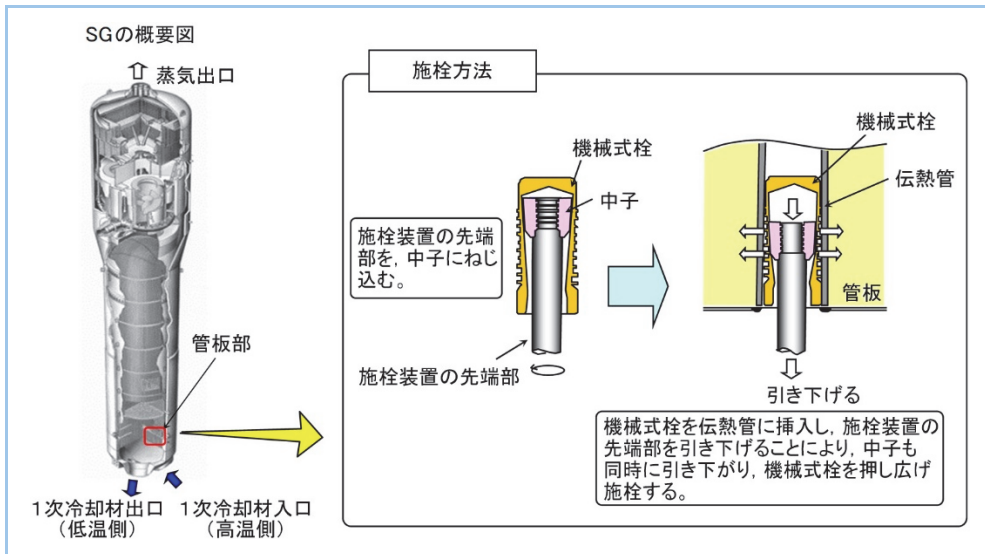 SGの概要図
蒸気出口
管板部
1次冷却材出口
(低温側)
1次冷却材入口
(高温側)
施栓方法
機械式栓
中子
施栓装置の先端
部を，中子にねじ
込む。
施栓装置の先端部
機械式栓
伝熱管
管板
引き下げる
機械式栓を伝熱管に挿入し，施栓装置の
先端部を引き下げることにより，中子も
同時に引き下がり，機械式栓を押し広げ
施栓する。